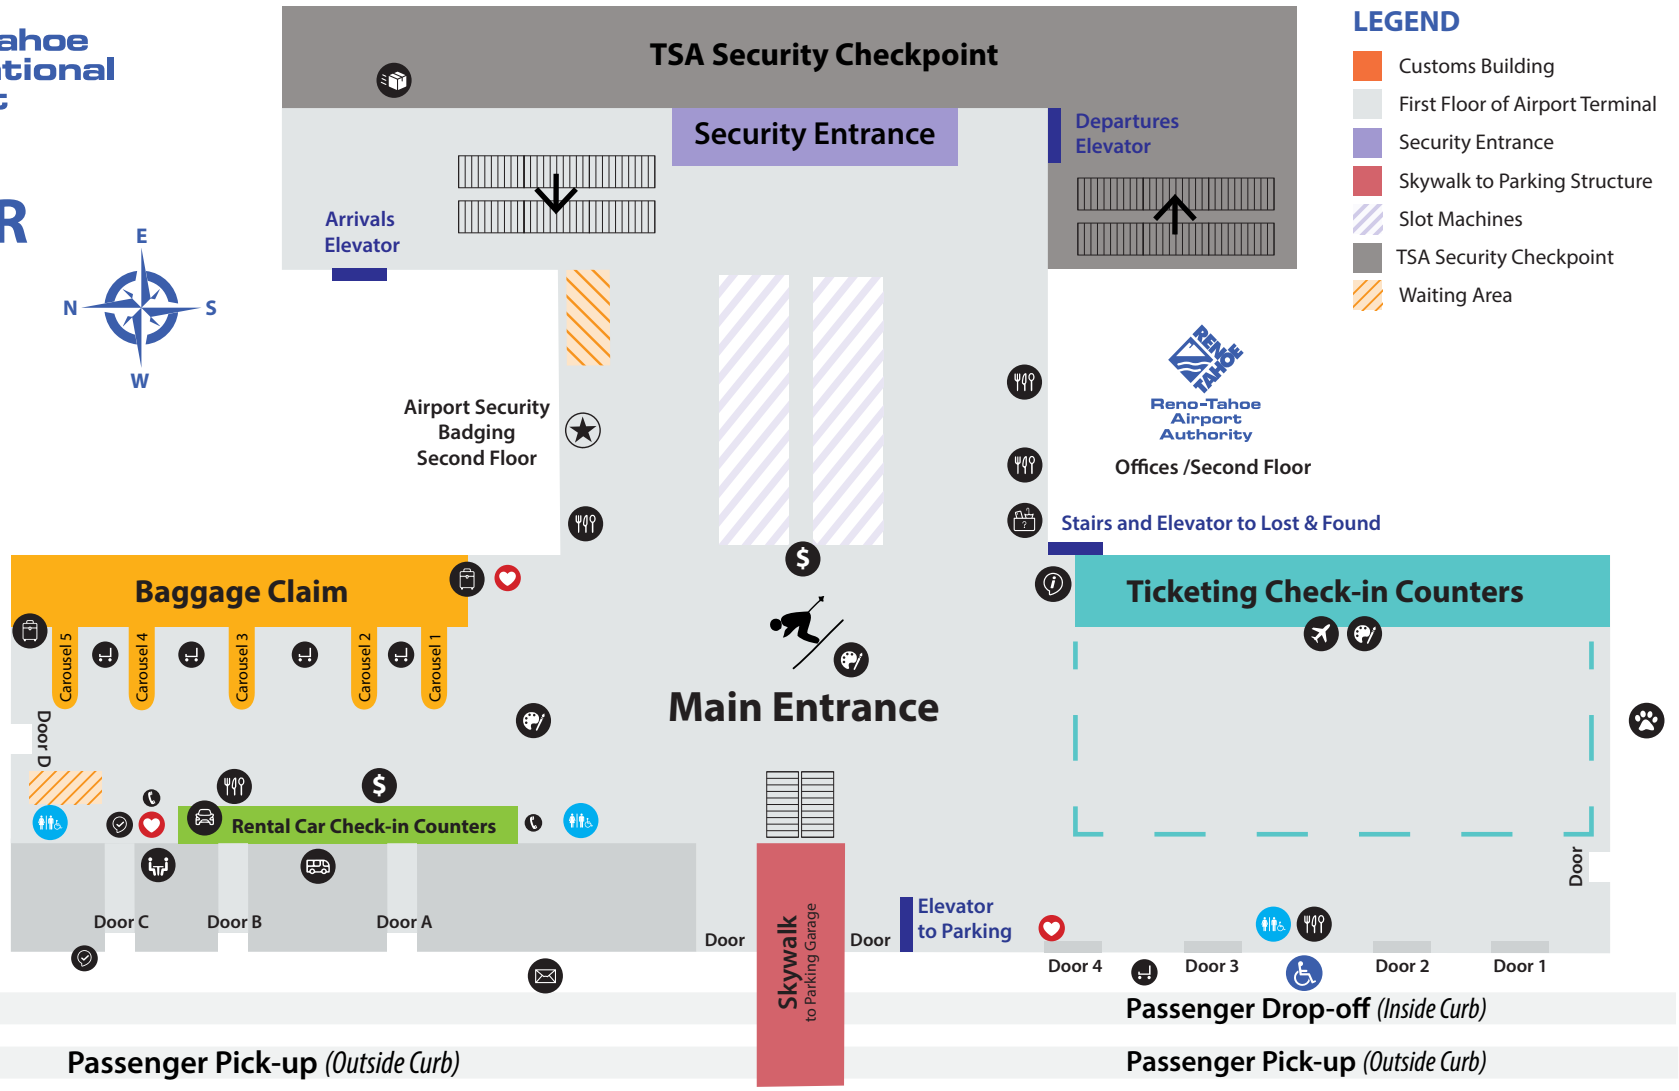 ahoe
ational
t
R
E
N
S
W
TSA Security Checkpoint
Security Entrance
Departures
Elevator
Arrivals
Elevator
LEGEND
Customs Building
First Floor of Airport Terminal
Security Entrance
Skywalk to Parking Structure
Slot Machines
TSA Security Checkpoint
Waiting Area
RENO
TAHOE
Reno-Tahoe
Airport
Authority
Offices /Second Floor
Airport Security
Badging
Second Floor
Stairs and Elevator to Lost & Found
$
?
i
Baggage Claim
Carousel 5
Carousel 4
Carousel 3
Carousel 2
Carousel 1
Ticketing Check-in Counters
Main Entrance
Door D
$
Rental Car Check-in Counters
Door C
Door B
Door A
Door
Skywalk
to Parking Garage
Door
Elevator
to Parking
Door
Door 4
Door 3
Door 2
Door 1
Passenger Drop-off (Inside Curb)
Passenger Pick-up (Outside Curb)
Passenger Pick-up (Outside Curb)